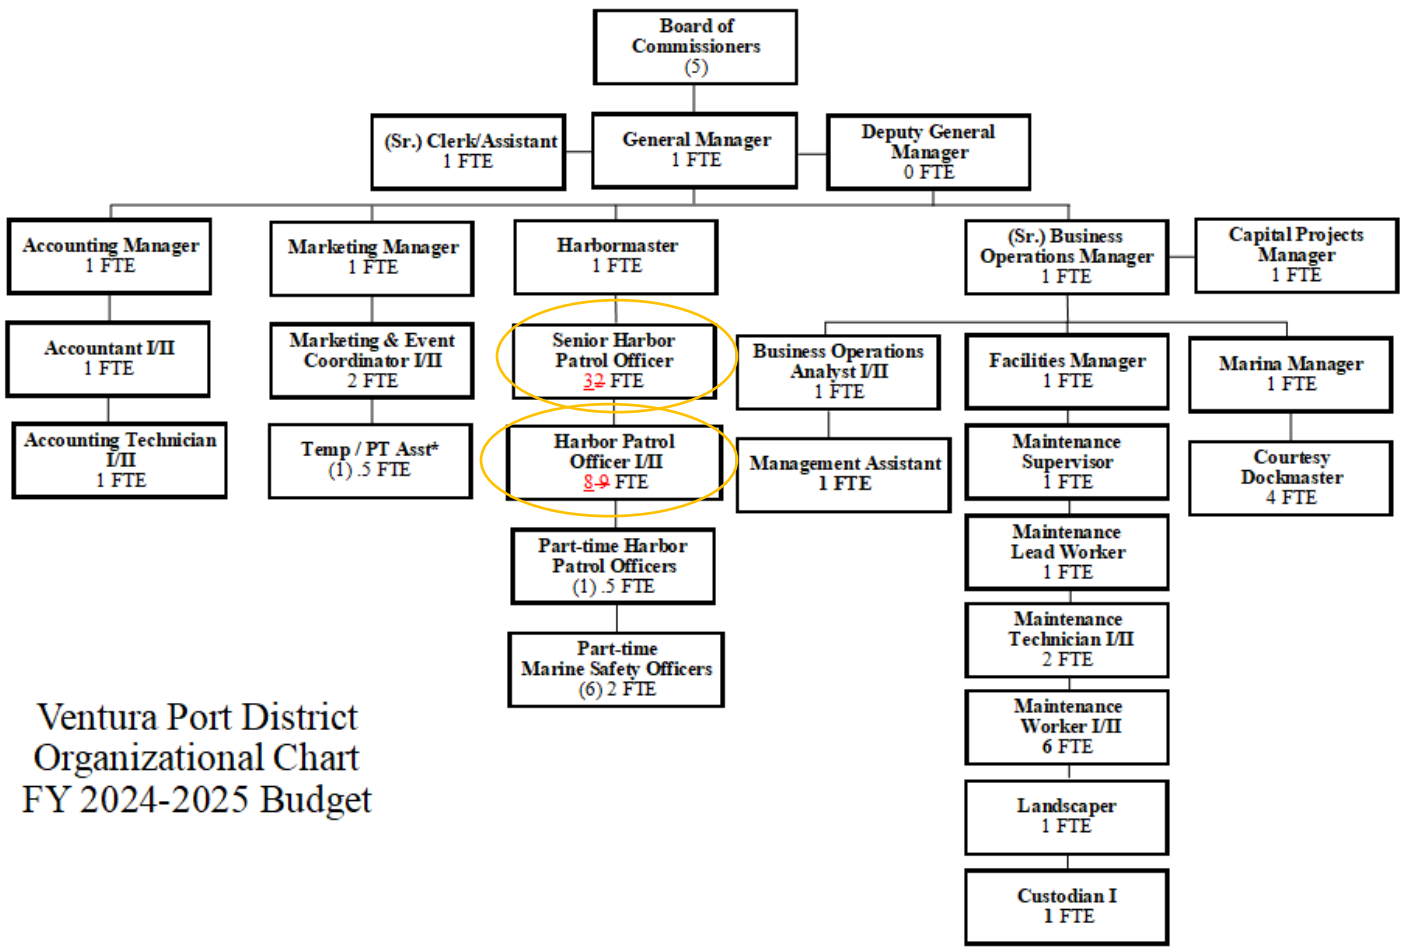 Board of
Commissioners
(5)
(Sr.) Clerk/Assistant
1 FTE
General Manager
1 FTE
Deputy General
Manager
0 FTE
Accounting Manager
1 FTE
Marketing Manager
1 FTE
Harbormaster
1 FTE
(Sr.) Business
Operations Manager
1 FTE
Capital Projects
Manager
1 FTE
Accountant I/II
1 FTE
Marketing & Event
Coordinator I/II
2 FTE
Senior Harbor
Patrol Officer
32 FTE
Business Operations
Analyst I/II
1 FTE
Facilities Manager
1 FTE
Marina Manager
1 FTE
Accounting Technician
I/II
1 FTE
Temp / PT Asst*
(1) .5 FTE
Harbor Patrol
Officer I/II
8 9 FTE
Management Assistant
1 FTE
Maintenance
Supervisor
1 FTE
Courtesy
Dockmaster
4 FTE
Part-time Harbor
Patrol Officers
(1) .5 FTE
Maintenance
Lead Worker
1 FTE
Part-time
Marine Safety Officers
(6) 2 FTE
Maintenance
Technician I/II
2 FTE
Maintenance
Worker I/II
6 FTE
Landscaper
1 FTE
Custodian I
1 FTE
Ventura Port District
Organizational Chart
FY 2024-2025 Budget